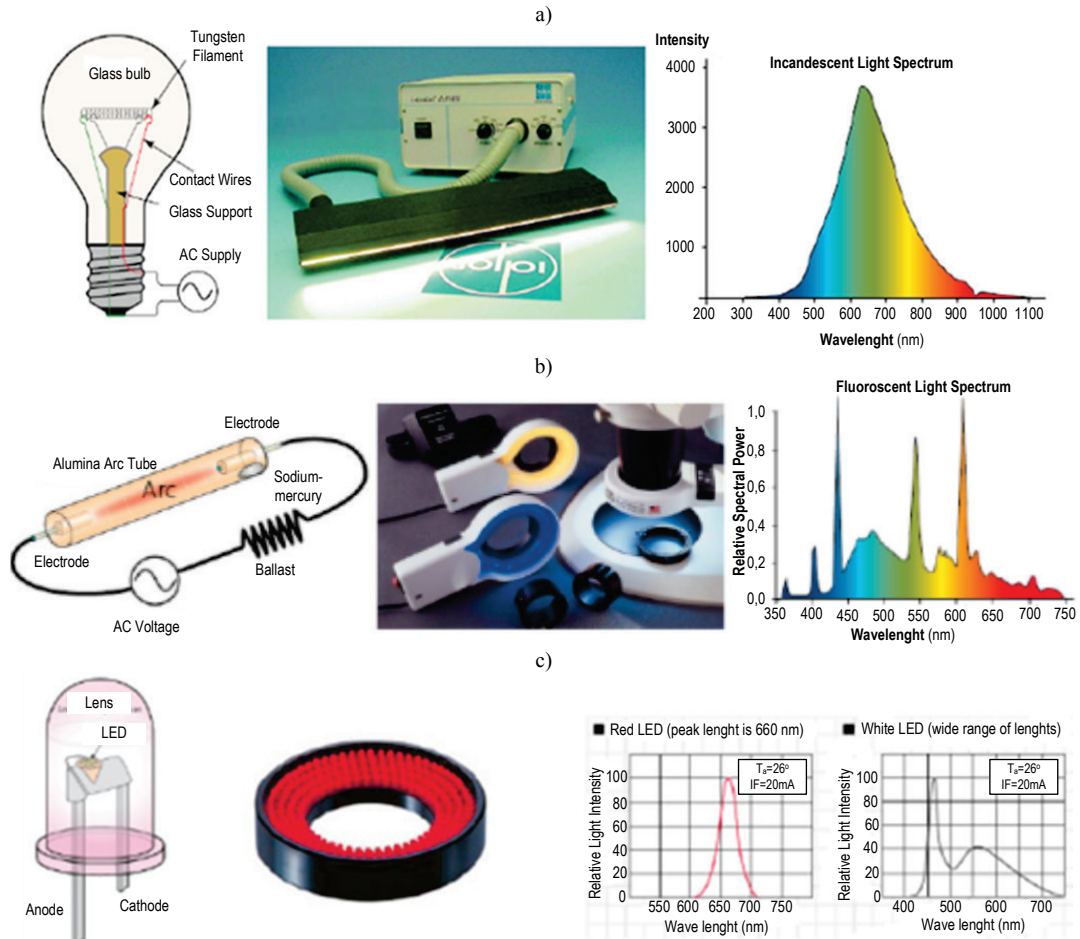 a)
Tungsten
Filament
Glass bulb
Contact Wires
Glass Support
AC Supply
Intensity
Incandescent Light Spectrum
4000
3000
2000
1000
200 300 400 500 600 700 800 900 1000 1100
Wavelenght (nm)
b)
Electrode
Alumina Arc Tube
Arc
Sodium-
mercury
Electrode
Ballast
AC Voltage
Fluoroscent Light Spectrum
Relative Spectral Power
1,0
0,8
0,6
0,4
0,2
0,0
350 400 450 500 550 600 650 700 750
Wavelenght (nm)
c)
Lens
LED
Anode
Cathode
Red LED (peak lenght is 660 nm)
Tₐ=26º
IF=20mA
Relative Light Intensity
100
80
60
40
20
0
550 600 650 700 750
Wave lenght (nm)
White LED (wide range of lenghts)
Tₐ=26º
IF=20mA
Relative Light Intensity
100
80
60
40
20
0
400 500 600 700
Wave lenght (nm)